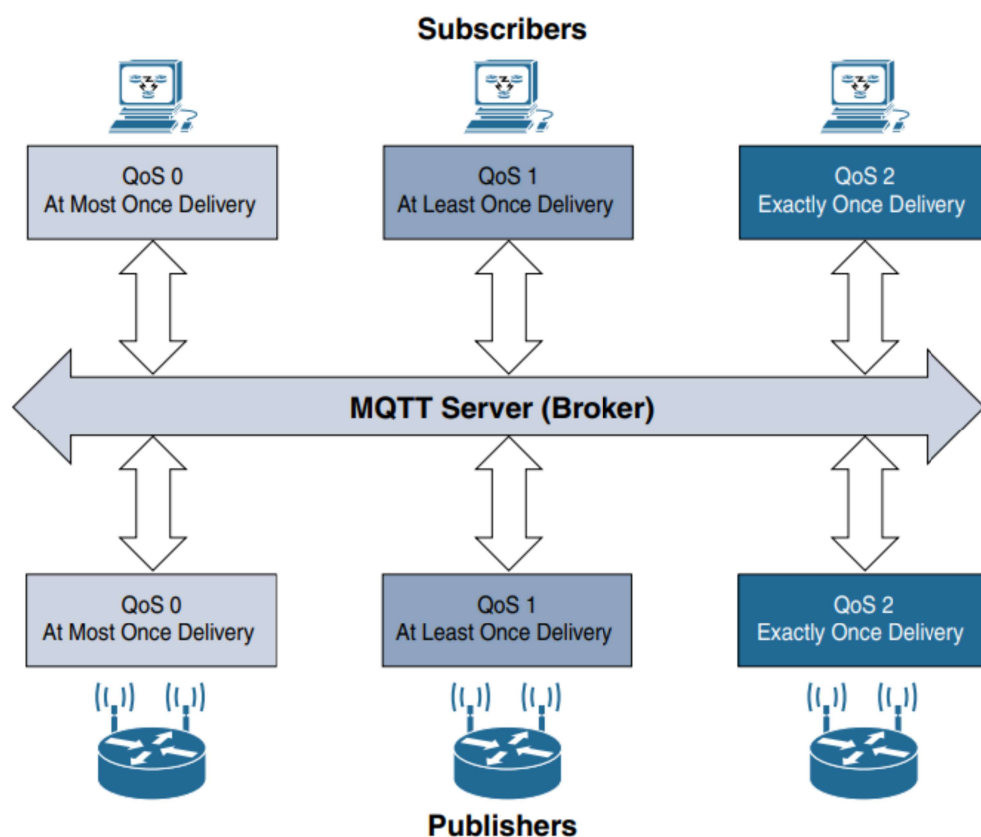 Subscribers
QoS 0
At Most Once Delivery
QoS 1
At Least Once Delivery
QoS 2
Exactly Once Delivery
MQTT Server (Broker)
QoS 0
At Most Once Delivery
QoS 1
At Least Once Delivery
QoS 2
Exactly Once Delivery
Publishers